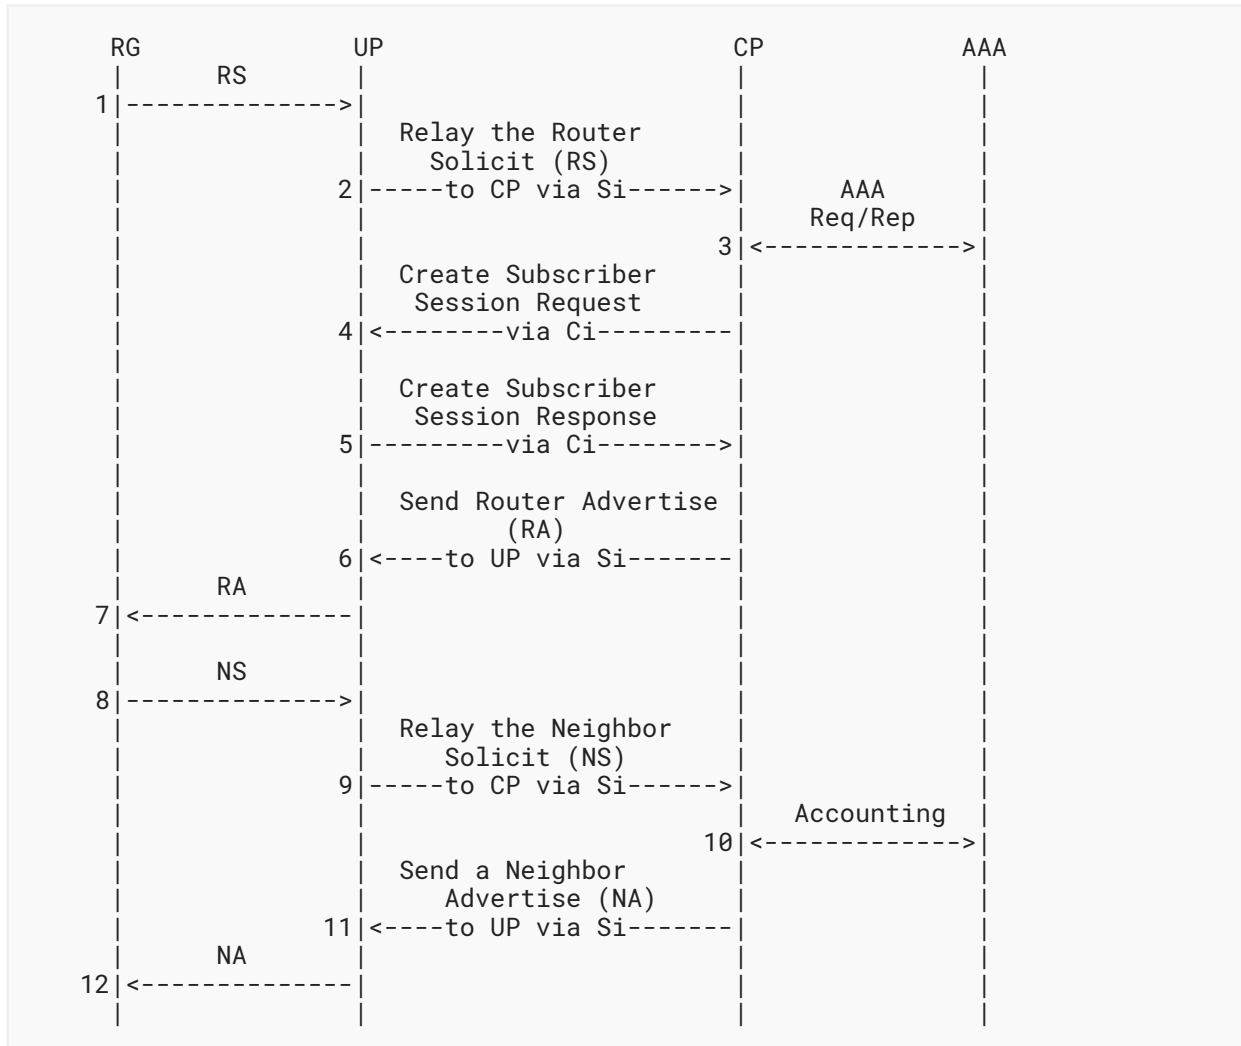 RG UP CP AAA
RS
1|-------------->|
Relay the Router
Solicit (RS)
2|-----to CP via Si------>| AAA
Req/Rep
3|<------------->|
Create Subscriber
Session Request
4|<--------via Ci---------|
Create Subscriber
Session Response
5|---------via Ci-------->|
Send Router Advertise
(RA)
6|<----to UP via Si-------|
RA
7|<--------------|
NS
8|-------------->|
Relay the Neighbor
Solicit (NS)
9|-----to CP via Si------>|
Accounting
10|<------------->|
Send a Neighbor
Advertise (NA)
11|<----to UP via Si-------|
NA
12|<--------------|